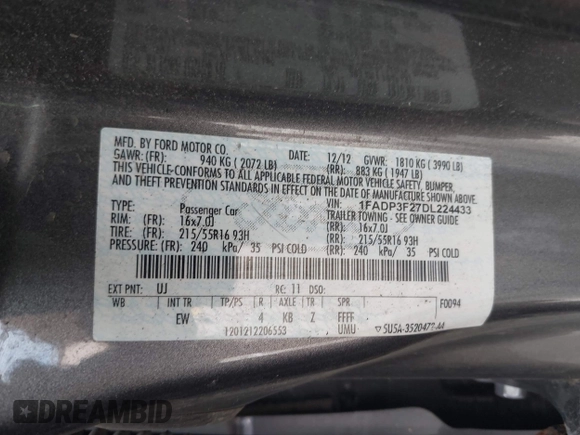 MFD. BY FORD MOTOR CO.
DATE: 12/12 GVWR: 1810 KG ( 3990 LB)
GAWR: (FR): 940 KG ( 2072 LB) (RR): 883 KG ( 1947 LB)
THIS VEHICLE CONFORMS TO ALL APPLICABLE FEDERAL MOTOR VEHICLE SAFETY, BUMPER,
AND THEFT PREVENTION STANDARDS IN EFFECT ON THE DATE OF MANUFACTURE SHOWN ABOVE.
VIN: 1FADP3F27DL224433
TYPE: Passenger Car TRAILER TOWING - SEE OWNER GUIDE
RIM: (FR) 16x7.0J (RR): 16x7.0J
TIRE: (FR): 215/55R16 93H (RR): 215/55R16 93H
PRESSURE: (FR): 240 kPa/ 35 PSI COLD (RR): 240 kPa/ 35 PSI COLD
EXT PNT: UJ RC: 11 DSO:
WB INT TR TP/PS R AXLE TR SPR F0094
EW 4 KB Z FFFF
1201212206553 UMU
DREAMBID